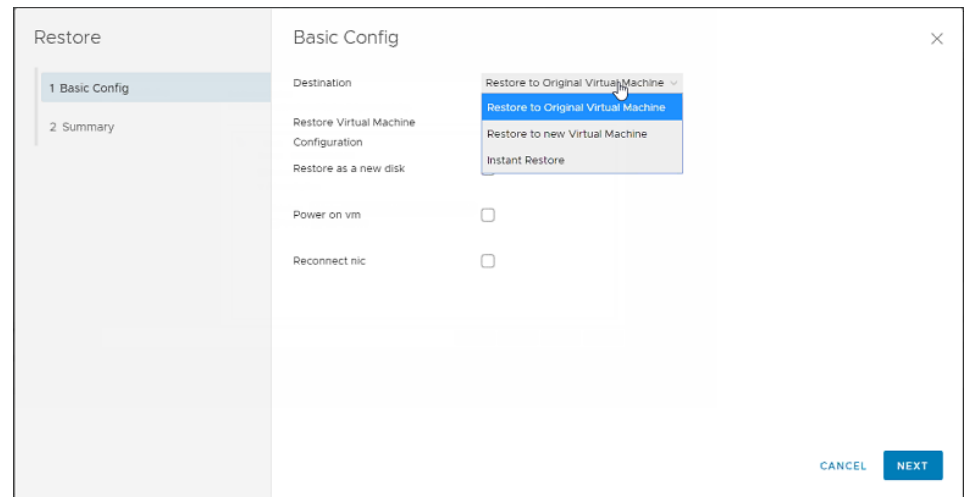 Restore
Basic Config
1 Basic Config
2 Summary
Destination
Restore to Original Virtual Machine
Restore to Original Virtual Machine
Restore to new Virtual Machine
Instant Restore
Restore Virtual Machine
Configuration
Restore as a new disk
Power on vm
Reconnect nic
CANCEL
NEXT